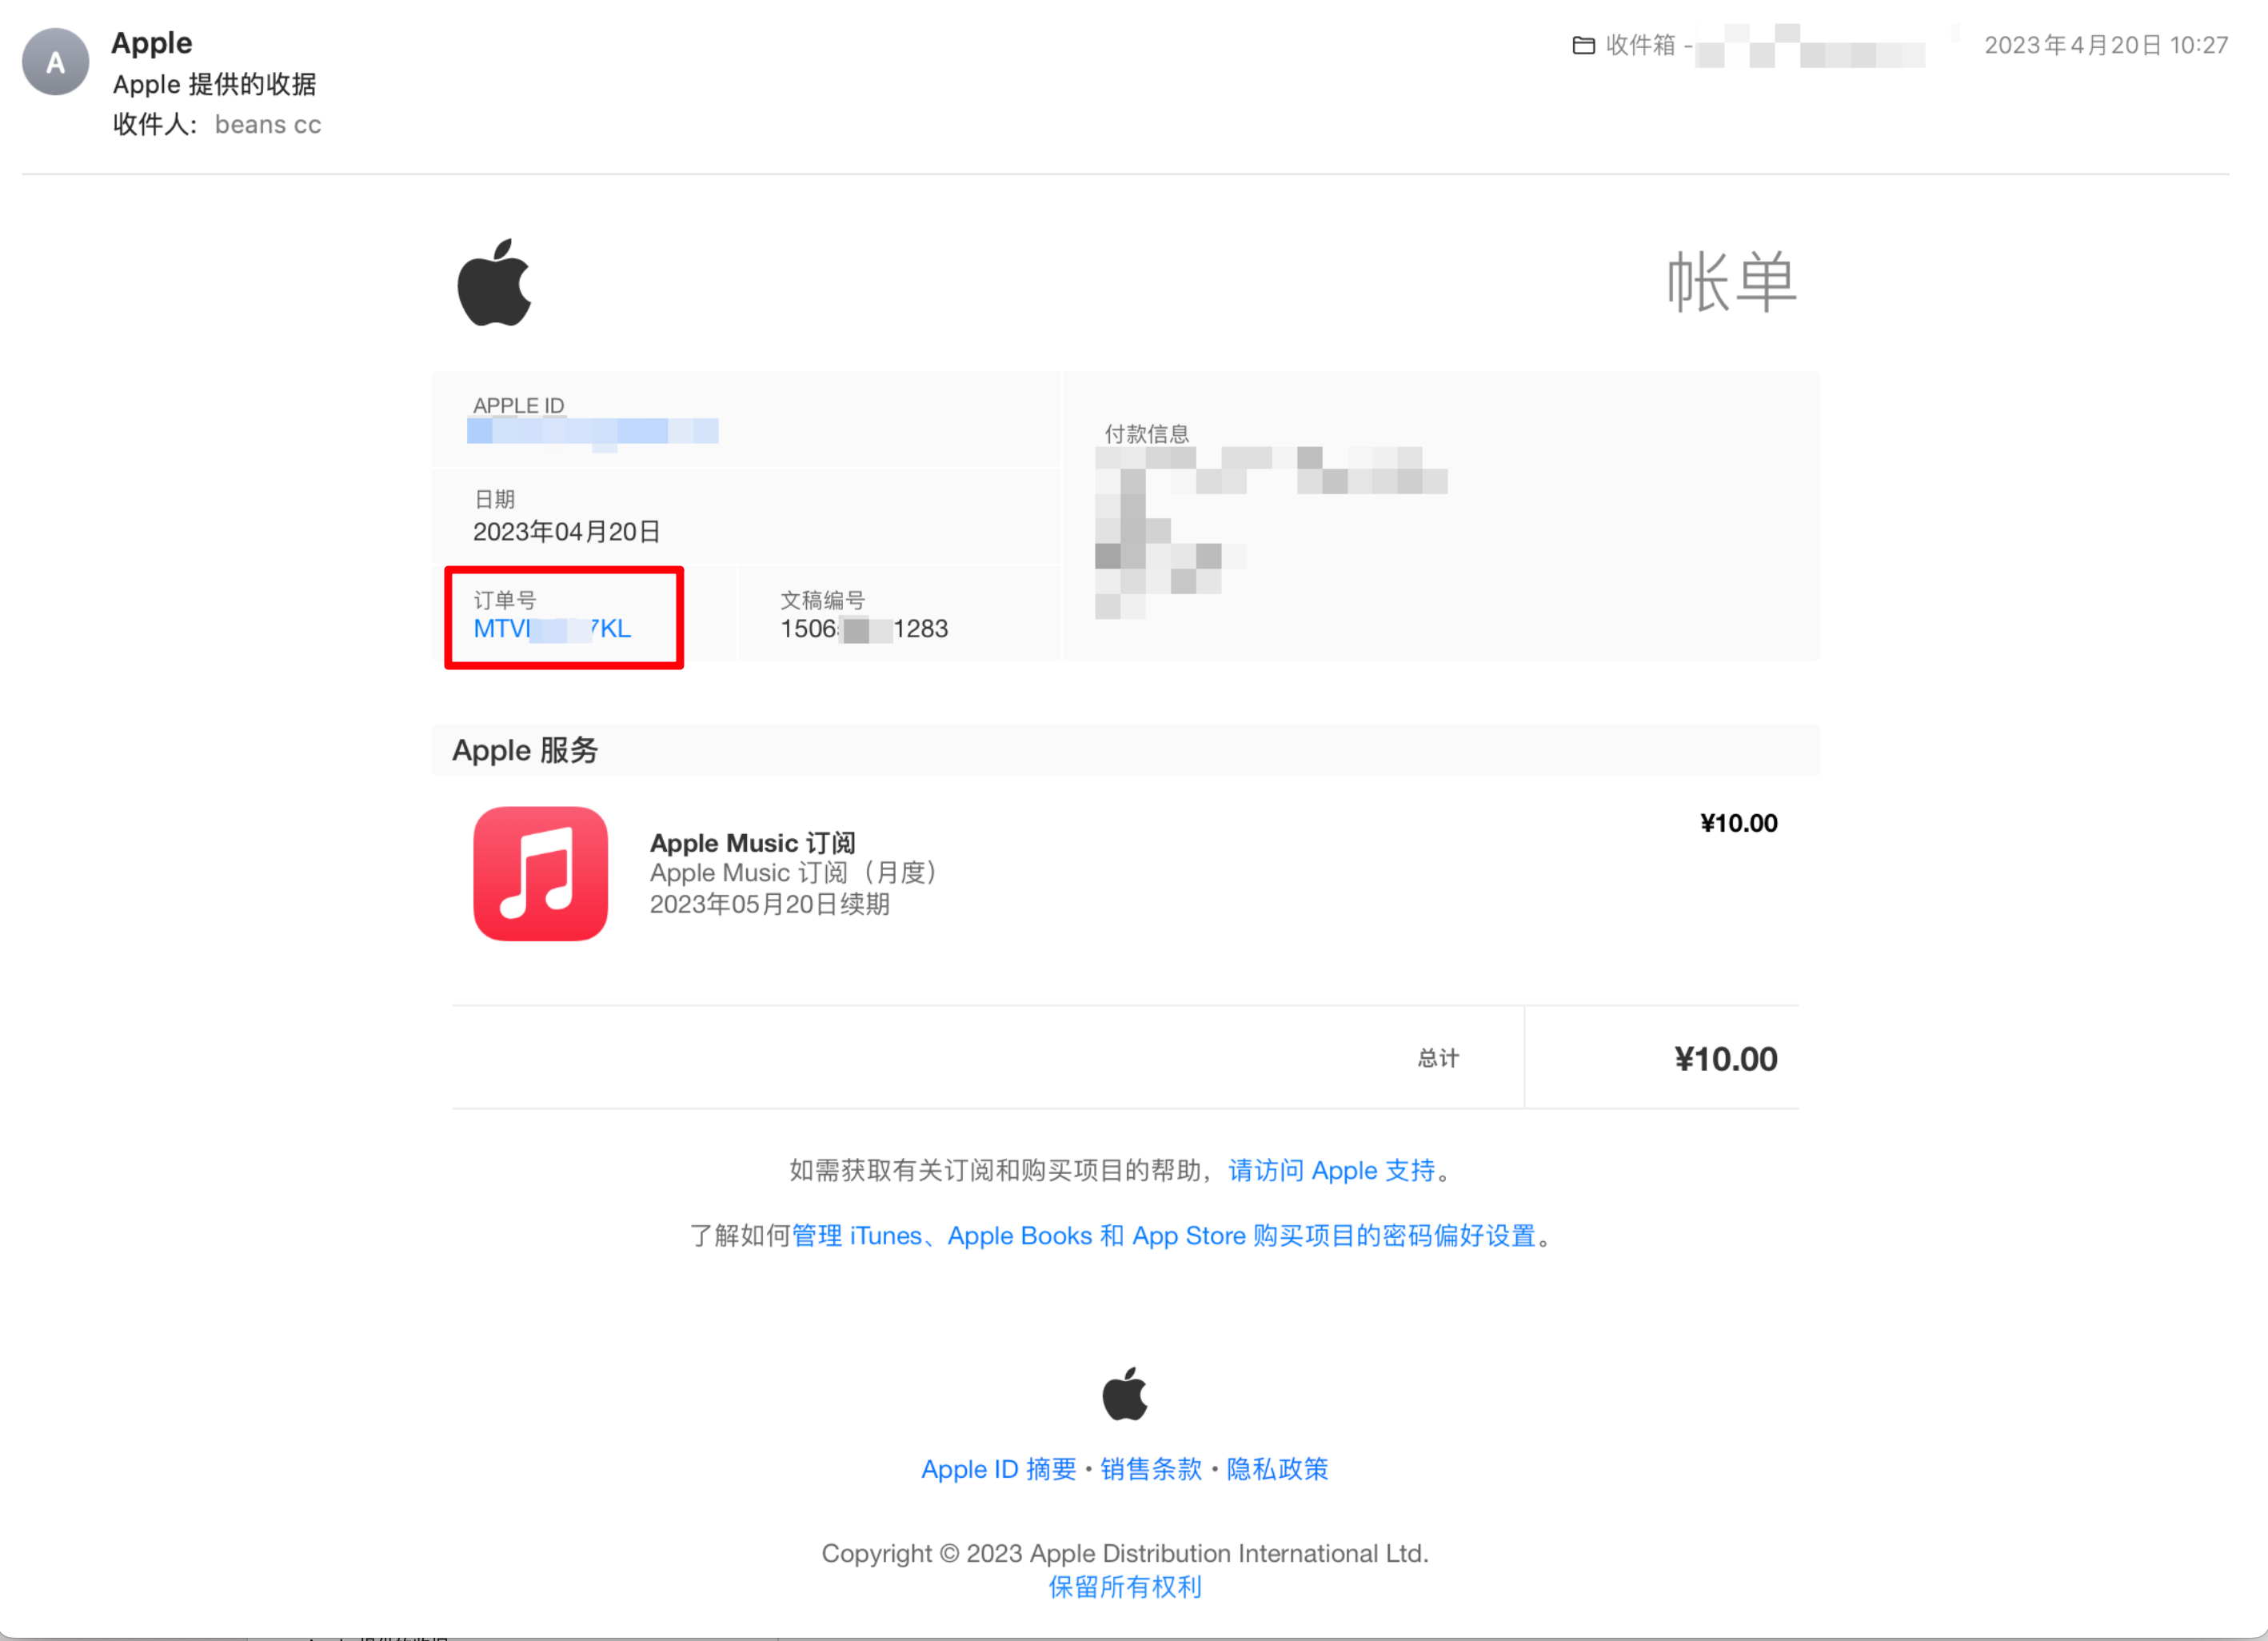 A
Apple
Apple 提供的收据
收件人： beans cc
收件箱 -
2023年4月20日 10:27
帐单
APPLE ID
日期
2023年04月20日
订单号
MTV 7KL
文稿编号
1506 1283
付款信息
Apple 服务
Apple Music 订阅
Apple Music 订阅（月度）
2023年05月20日续期
¥10.00
总计
¥10.00
如需获取有关订阅和购买项目的帮助，请访问 Apple 支持。
了解如何管理 iTunes、Apple Books 和 App Store 购买项目的密码偏好设置。
Apple ID 摘要 • 销售条款 • 隐私政策
Copyright © 2023 Apple Distribution International Ltd.
保留所有权利